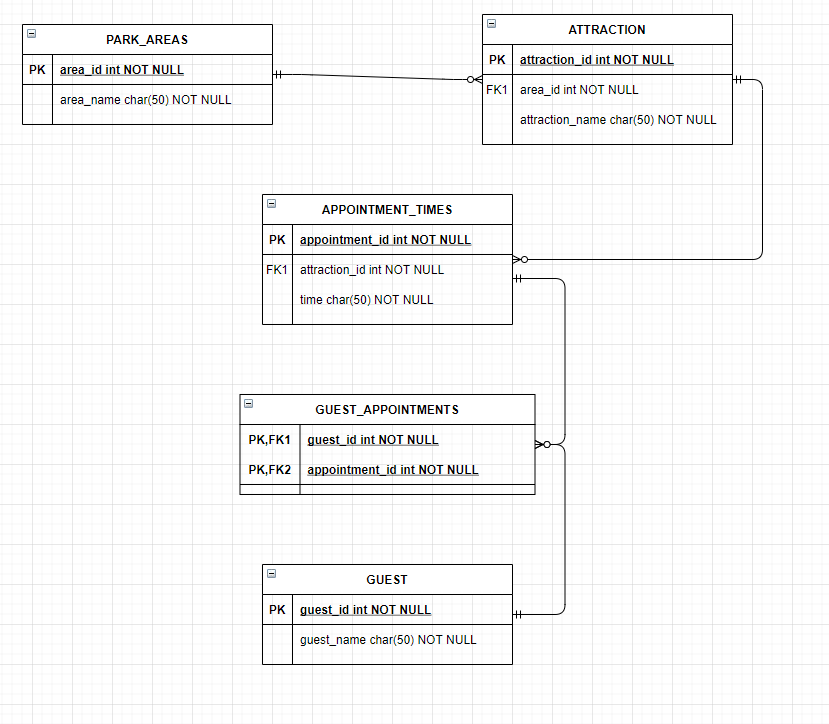 PARK_AREAS
PK area_id int NOT NULL
area_name char(50) NOT NULL
ATTRACTION
PK attraction_id int NOT NULL
FK1 area_id int NOT NULL
attraction_name char(50) NOT NULL
APPOINTMENT_TIMES
PK appointment_id int NOT NULL
FK1 attraction_id int NOT NULL
time char(50) NOT NULL
GUEST_APPOINTMENTS
PK,FK1 guest_id int NOT NULL
PK,FK2 appointment_id int NOT NULL
GUEST
PK guest_id int NOT NULL
guest_name char(50) NOT NULL